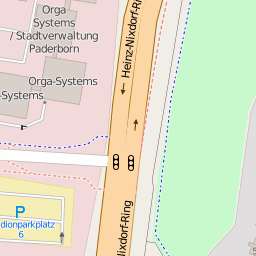 Orga
Systems
/ Stadtverwaltung
Paderborn
Heinz-Nixdorf-Ri
Orga-Systems
-Systems
P
dionparkplatz
6
Nixdorf-Ring